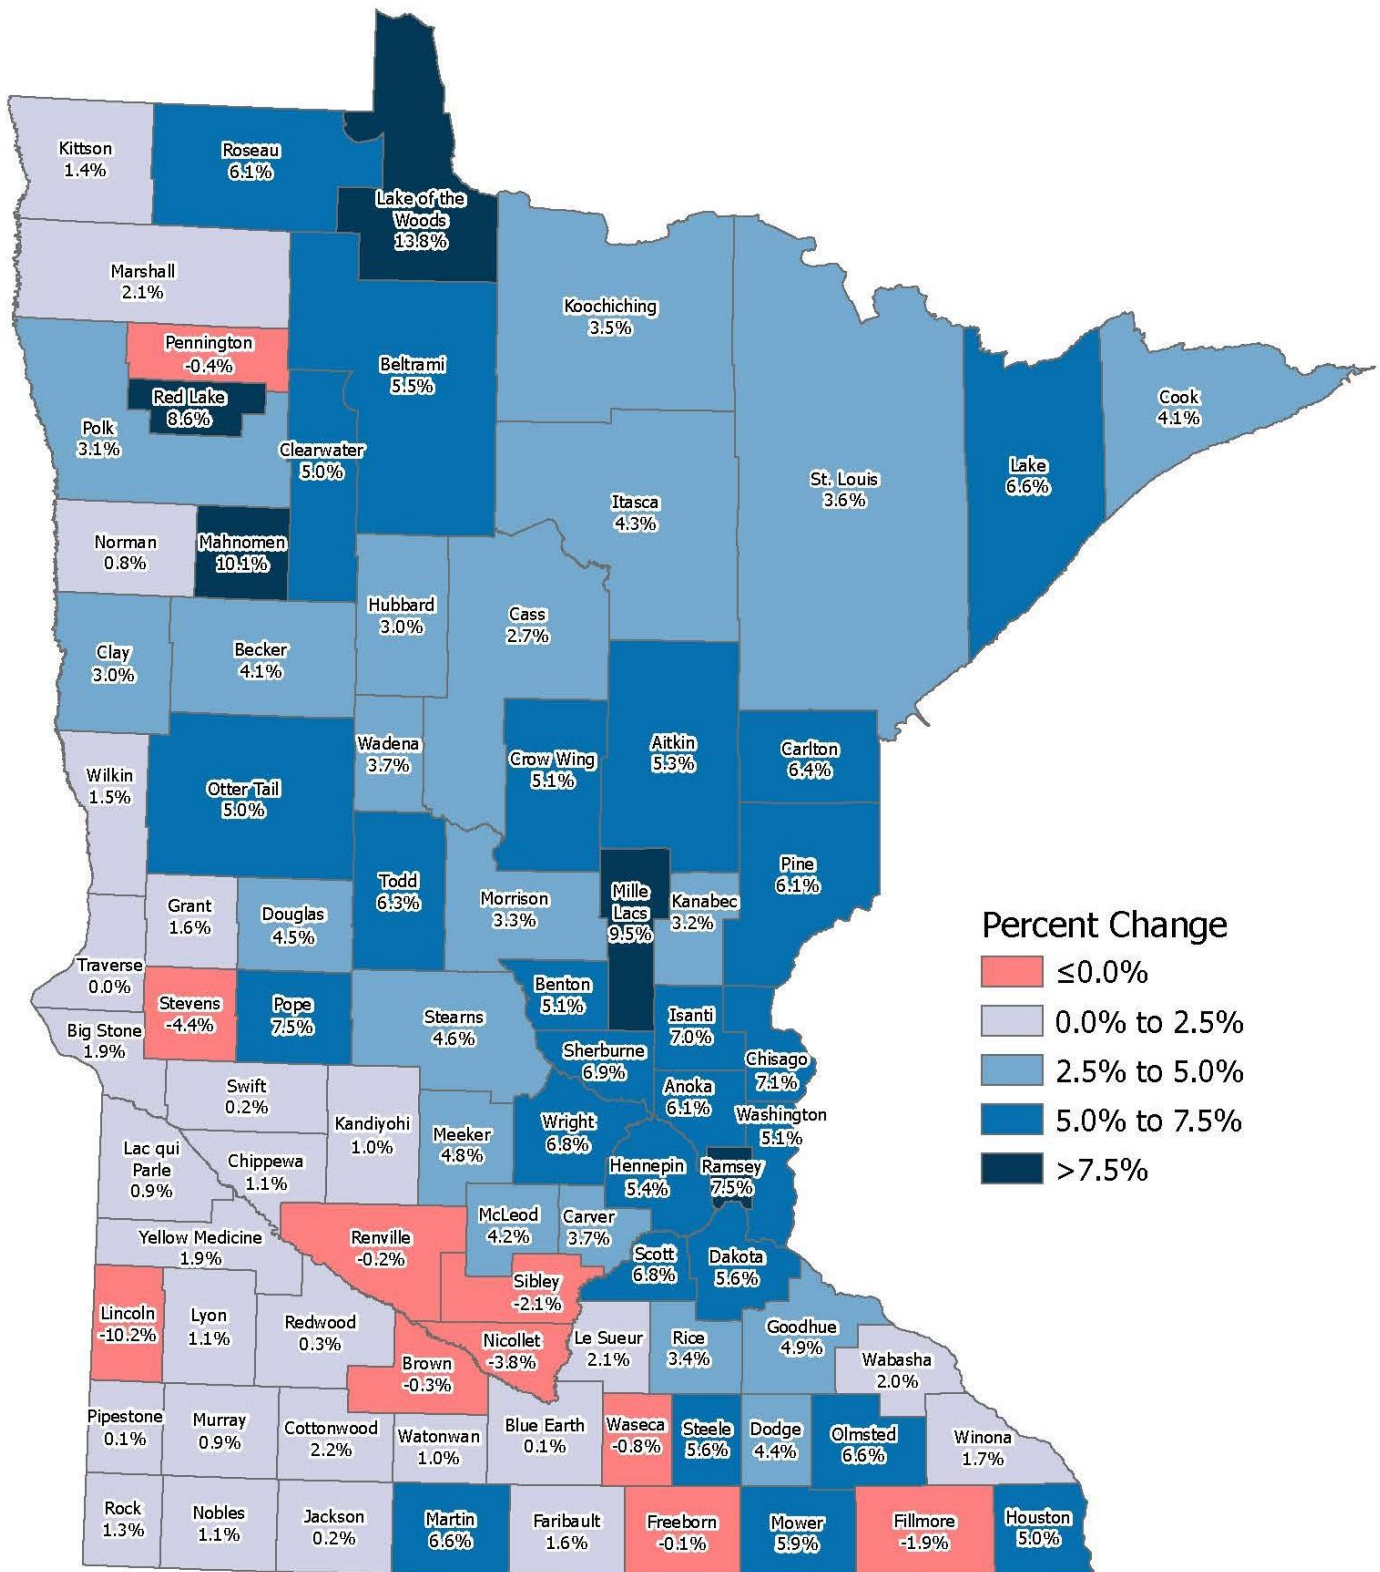 Kittson
1.4%
Roseau
6.1%
Lake of the
Woods
13.8%
Marshall
2.1%
Koochiching
3.5%
Pennington
-0.4%
Beltrami
5.5%
Red Lake
8.6%
Cook
4.1%
Polk
3.1%
Clearwater
5.0%
Lake
6.6%
St. Louis
3.6%
Itasca
4.3%
Norman
0.8%
Mahnomen
10.1%
Hubbard
3.0%
Cass
2.7%
Clay
3.0%
Becker
4.1%
Wadena
3.7%
Crow Wing
5.1%
Aitkin
5.3%
Carlton
6.4%
Wilkin
1.5%
Otter Tail
5.0%
Todd
6.3%
Pine
6.1%
Mille
Lacs
9.5%
Morrison
3.3%
Kanabec
3.2%
Grant
1.6%
Douglas
4.5%
Percent Change
≤0.0%
0.0% to 2.5%
2.5% to 5.0%
5.0% to 7.5%
>7.5%
Traverse
0.0%
Benton
5.1%
Stevens
-4.4%
Pope
7.5%
Stearns
4.6%
Isanti
7.0%
Big Stone
1.9%
Sherburne
6.9%
Chisago
7.1%
Swift
0.2%
Anoka
6.1%
Washington
5.1%
Kandiyohi
1.0%
Meeker
4.8%
Wright
6.8%
Lac qui
Parle
0.9%
Chippewa
1.1%
Hennepin
5.4%
Ramsey
7.5%
McLeod
4.2%
Carver
3.7%
Yellow Medicine
1.9%
Renville
-0.2%
Scott
6.8%
Dakota
5.6%
Sibley
-2.1%
Lincoln
-10.2%
Lyon
1.1%
Redwood
0.3%
Nicollet
-3.8%
Le Sueur
2.1%
Rice
3.4%
Goodhue
4.9%
Brown
-0.3%
Wabasha
2.0%
Pipestone
0.1%
Murray
0.9%
Cottonwood
2.2%
Watonwan
1.0%
Blue Earth
0.1%
Waseca
-0.8%
Steele
5.6%
Dodge
4.4%
Olmsted
6.6%
Winona
1.7%
Rock
1.3%
Nobles
1.1%
Jackson
0.2%
Martin
6.6%
Faribault
1.6%
Freeborn
-0.1%
Mower
5.9%
Fillmore
-1.9%
Houston
5.0%